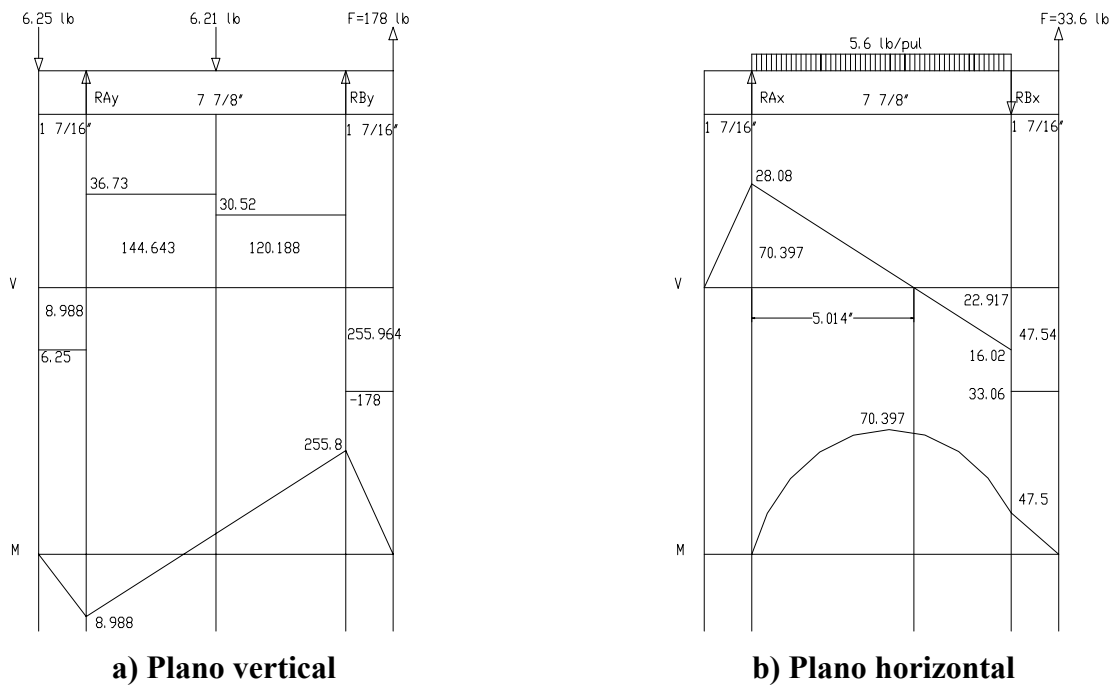 6.25 lb
6.21 lb
F=178 lb
RAy
7 7/8"
RBy
1 7/16"
1 7/16"
36.73
30.52
144.643
120.188
V
8.988
255.964
6.25
-178
255.8
M
8.988
a) Plano vertical
F=33.6 lb
5.6 lb/pul
RAx
7 7/8"
RBx
1 7/16"
1 7/16"
28.08
70.397
V
22.917
5.014"
47.54
16.02
33.06
70.397
47.5
M
b) Plano horizontal